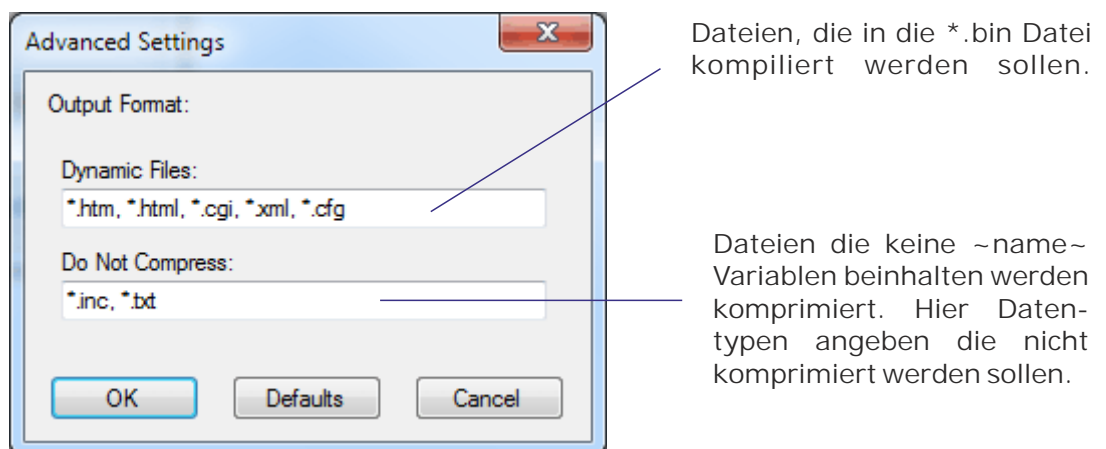 Advanced Settings
Output Format:
Dynamic Files:
*.htm, *.html, *.cgi, *.xml, *.cfg
Do Not Compress:
*.inc, *.txt
OK
Defaults
Cancel
Dateien, die in die *.bin Datei
kompiliert werden sollen.
Dateien die keine ~name~
Variablen beinhalten werden
komprimiert. Hier Daten-
typen angeben die nicht
komprimiert werden sollen.